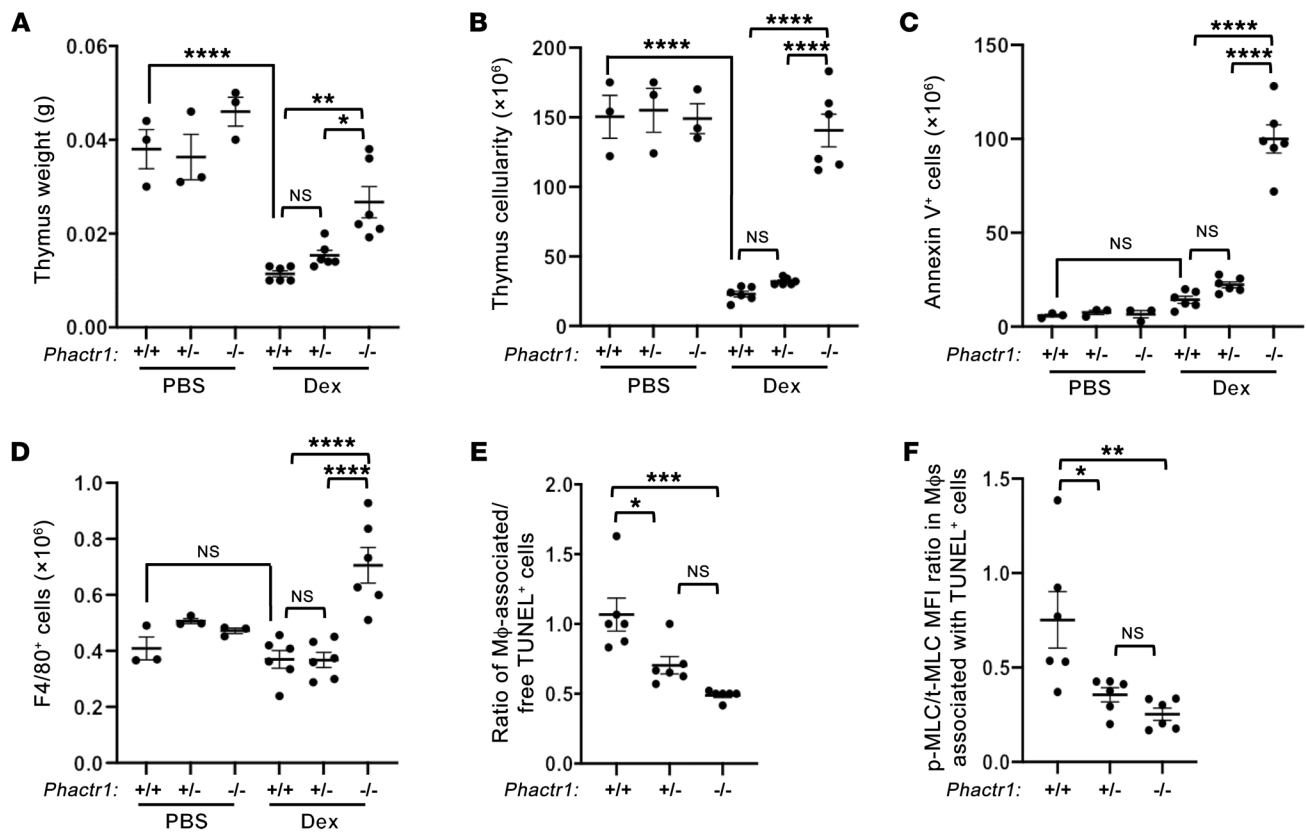 A
Thymus weight (g)
0.06
0.04
0.02
0.00
****
**
*
NS
Phactr1: +/+ +/- -/- +/+ +/- -/-
PBS Dex
B
Thymus cellularity (×10⁶)
200
150
100
50
0
****
****
****
NS
Phactr1: +/+ +/- -/- +/+ +/- -/-
PBS Dex
C
Annexin V⁺ cells (×10⁶)
150
100
50
0
****
****
NS
NS
Phactr1: +/+ +/- -/- +/+ +/- -/-
PBS Dex
D
F4/80⁺ cells (×10⁶)
1.0
0.8
0.6
0.4
0.2
0.0
****
****
NS
NS
Phactr1: +/+ +/- -/- +/+ +/- -/-
PBS Dex
E
Ratio of Mϕ-associated/
free TUNEL⁺ cells
2.0
1.5
1.0
0.5
0.0
***
*
NS
Phactr1: +/+ +/- -/-
F
p-MLC/t-MLC MFI ratio in Mϕs
associated with TUNEL⁺ cells
1.5
1.0
0.5
0.0
**
*
NS
Phactr1: +/+ +/- -/-